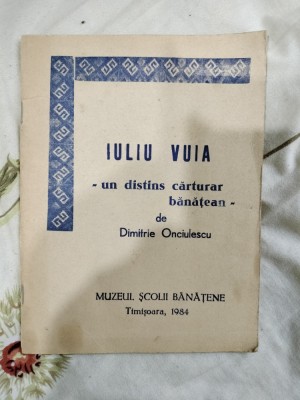 IULIU VUIA
- un distins cărturar
bănățean -
de
Dimitrie Onciulescu
MUZEUL ȘCOLII BĂNĂȚENE
Timișoara, 1984